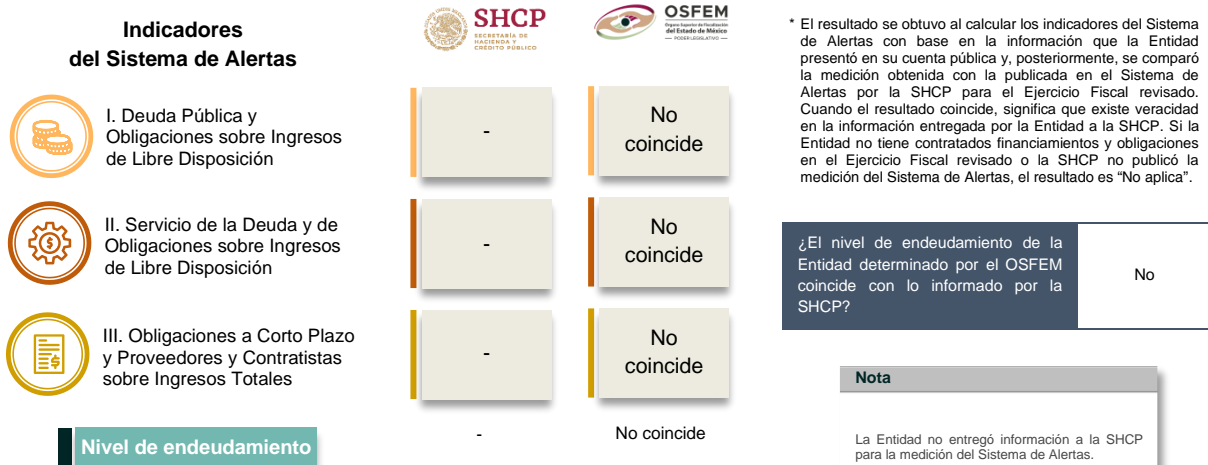 Indicadores
del Sistema de Alertas
SHCP
SECRETARÍA DE
HACIENDA Y
CRÉDITO PÚBLICO
OSFEM
Órgano Superior de Fiscalización
del Estado de México
PODER LEGISLATIVO
I. Deuda Pública y
Obligaciones sobre Ingresos
de Libre Disposición
-
No
coincide
II. Servicio de la Deuda y de
Obligaciones sobre Ingresos
de Libre Disposición
-
No
coincide
III. Obligaciones a Corto Plazo
y Proveedores y Contratistas
sobre Ingresos Totales
-
No
coincide
Nivel de endeudamiento
-
No coincide
* El resultado se obtuvo al calcular los indicadores del Sistema
de Alertas con base en la información que la Entidad
presentó en su cuenta pública y, posteriormente, se comparó
la medición obtenida con la publicada en el Sistema de
Alertas por la SHCP para el Ejercicio Fiscal revisado.
Cuando el resultado coincide, significa que existe veracidad
en la información entregada por la Entidad a la SHCP. Si la
Entidad no tiene contratados financiamientos y obligaciones
en el Ejercicio Fiscal revisado o la SHCP no publicó la
medición del Sistema de Alertas, el resultado es “No aplica”.
¿El nivel de endeudamiento de la
Entidad determinado por el OSFEM
coincide con lo informado por la
SHCP?
No
Nota
La Entidad no entregó información a la SHCP
para la medición del Sistema de Alertas.